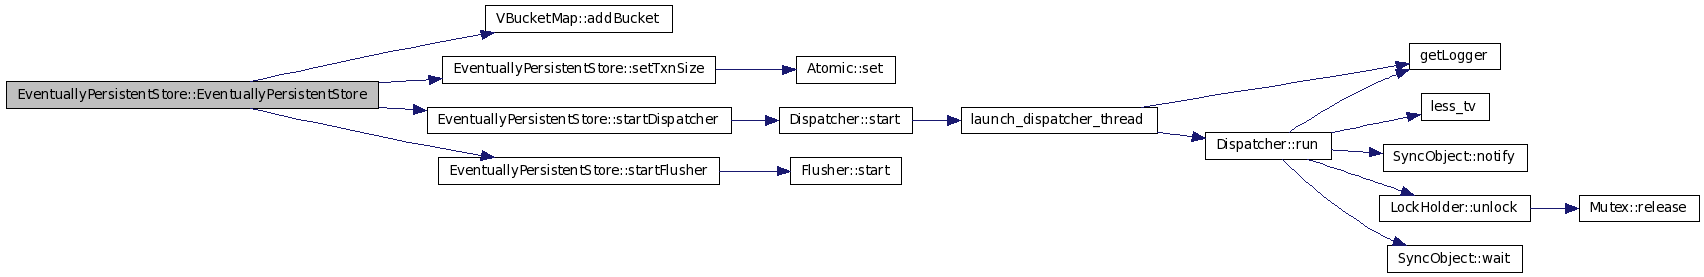 VBucketMap::addBucket
EventuallyPersistentStore::setTxnSize
Atomic::set
EventuallyPersistentStore::EventuallyPersistentStore
EventuallyPersistentStore::startDispatcher
Dispatcher::start
launch_dispatcher_thread
EventuallyPersistentStore::startFlusher
Flusher::start
getLogger
less_tv
Dispatcher::run
SyncObject::notify
LockHolder::unlock
Mutex::release
SyncObject::wait